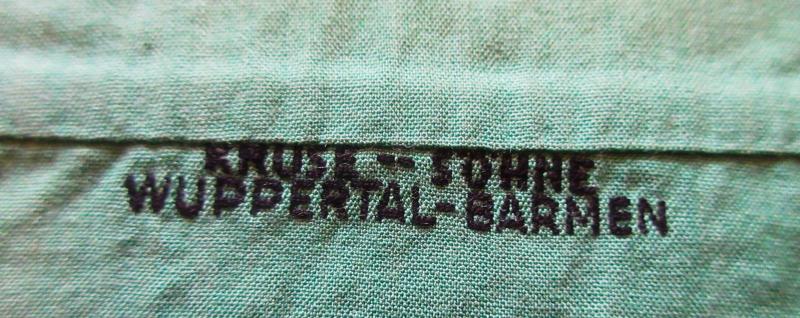 KRUSE - SÖHNE
WUPPERTAL-BARMEN